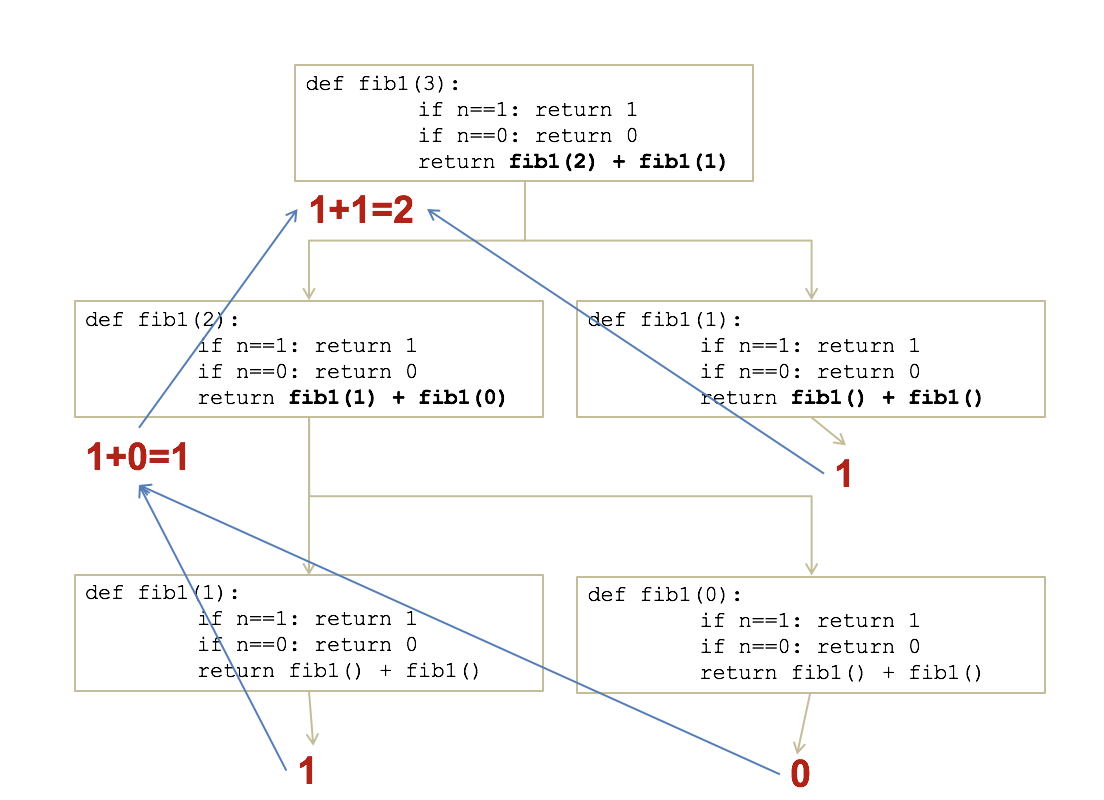 def fib1(3):
if n==1: return 1
if n==0: return 0
return fib1(2) + fib1(1)
1+1=2
def fib1(2):
if n==1: return 1
if n==0: return 0
return fib1(1) + fib1(0)
def fib1(1):
if n==1: return 1
if n==0: return 0
return fib1() + fib1()
1+0=1
1
def fib1(1):
if n==1: return 1
if n==0: return 0
return fib1() + fib1()
def fib1(0):
if n==1: return 1
if n==0: return 0
return fib1() + fib1()
1
0